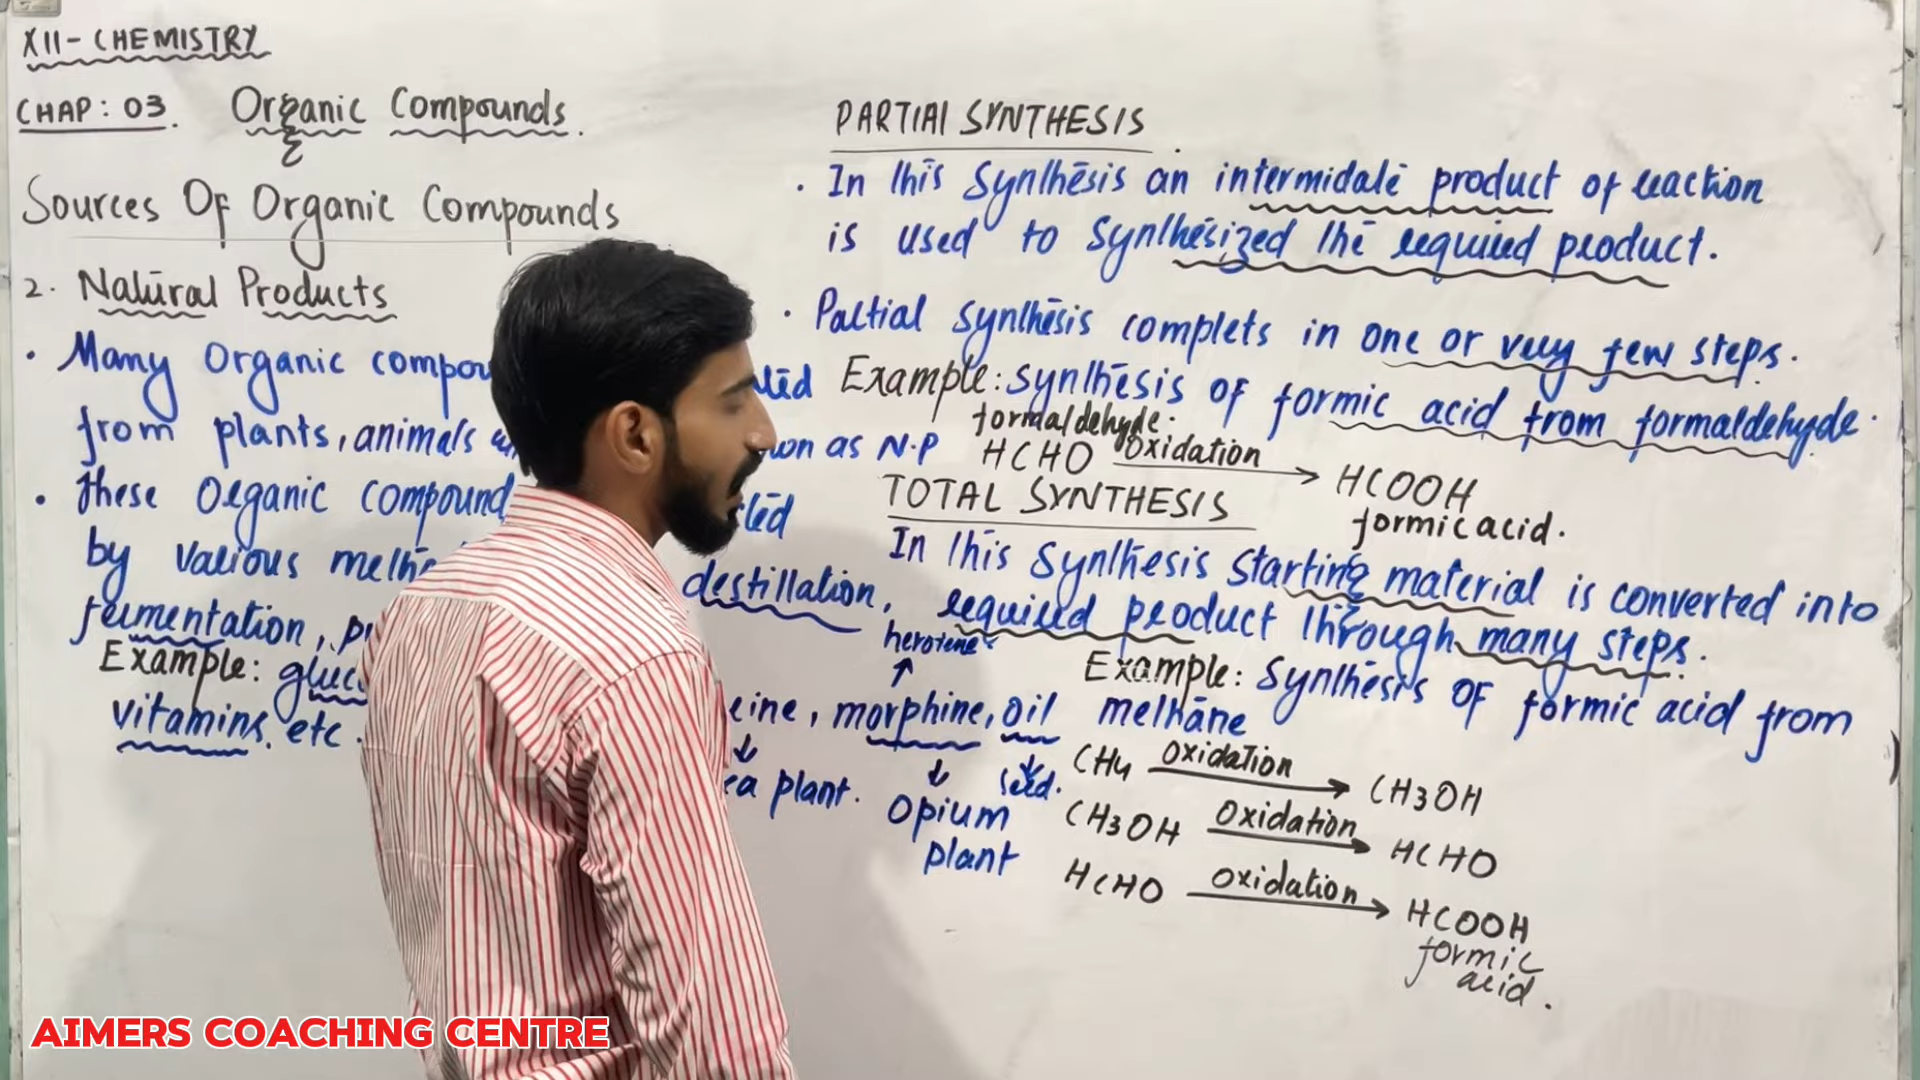 XII- CHEMISTRY
CHAP: 03. Organic Compounds.
Sources Of Organic Compounds
2. Natural Products
• Many Organic
from plants, animals as N.P
• These Organic compound
by various
destillation,
fermentation,
Example:
vitamins, etc.
morphine, oil
heroiene
plant.
Opium
plant
seed.
PARTIAl SYNTHESIS
• In this Synthesis an intermidate product of reaction
is used to Synthesized the required product.
• Partial synthesis complets in one or very few steps.
Example: synthesis of formic acid from formaldehyde.
formaldehyde.
HCHO oxidation → HCOOH
formic acid.
TOTAL SYNTHESIS
In this Synthesis Starting material is converted into
required product through many steps.
Example: Synthesis of formic acid from
methane
CH4 oxidation → CH3OH
CH3OH oxidation → HCHO
HCHO oxidation → HCOOH
formic
acid.
AIMERS COACHING CENTRE